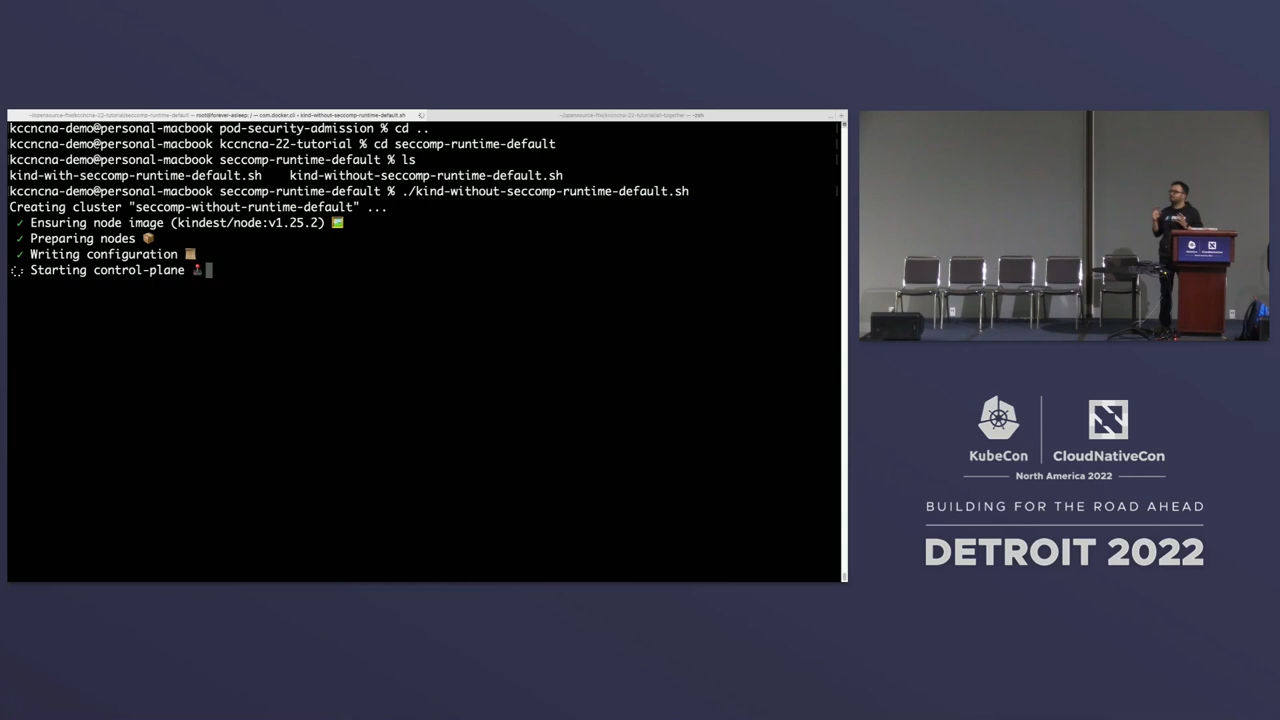 kccncna-demo@personal-macbook pod-security-admission % cd ..
kccncna-demo@personal-macbook kccncna-22-tutorial % cd seccomp-runtime-default
kccncna-demo@personal-macbook seccomp-runtime-default % ls
kind-with-seccomp-runtime-default.sh    kind-without-seccomp-runtime-default.sh
kccncna-demo@personal-macbook seccomp-runtime-default % ./kind-without-seccomp-runtime-default.sh
Creating cluster "seccomp-without-runtime-default" ...
✓ Ensuring node image (kindest/node:v1.25.2) 🖼
✓ Preparing nodes 📦
✓ Writing configuration 📜
Starting control-plane 🕹
KubeCon
CloudNativeCon
North America 2022
BUILDING FOR THE ROAD AHEAD
DETROIT 2022